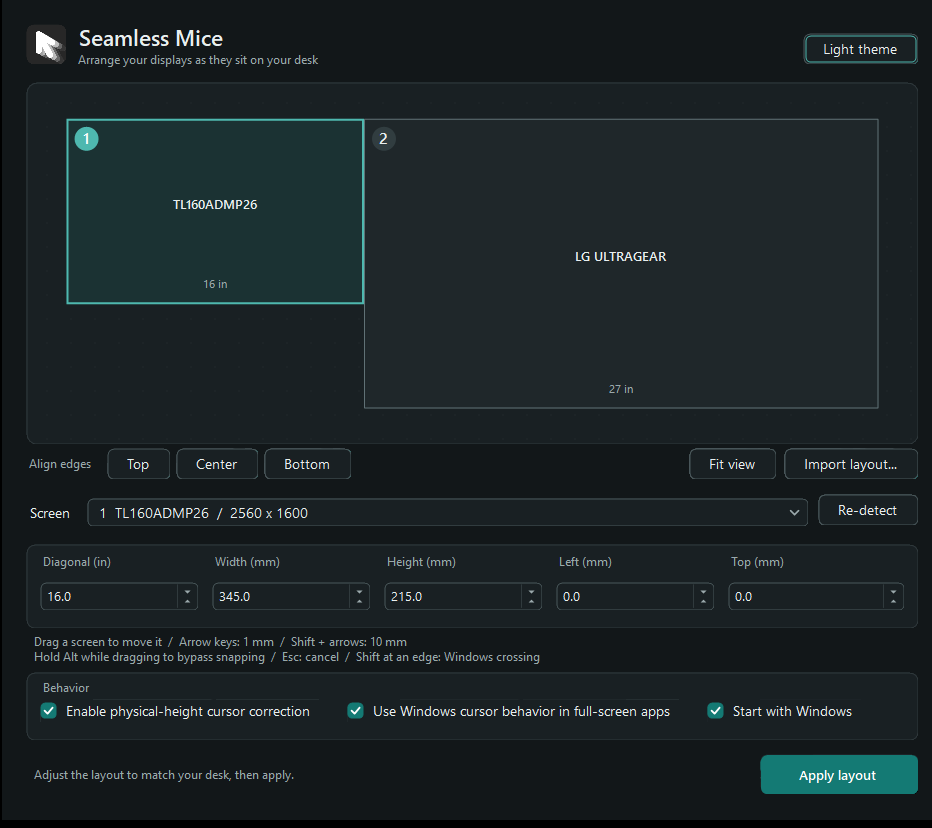 Seamless Mice
Arrange your displays as they sit on your desk
Light theme
1
TL160ADMP26
16 in
2
LG ULTRAGEAR
27 in
Align edges
Top
Center
Bottom
Fit view
Import layout...
Screen
1 TL160ADMP26 / 2560 x 1600
Re-detect
Diagonal (in)
Width (mm)
Height (mm)
Left (mm)
Top (mm)
16.0
345.0
215.0
0.0
0.0
Drag a screen to move it / Arrow keys: 1 mm / Shift + arrows: 10 mm
Hold Alt while dragging to bypass snapping / Esc: cancel / Shift at an edge: Windows crossing
Behavior
Enable physical-height cursor correction
Use Windows cursor behavior in full-screen apps
Start with Windows
Adjust the layout to match your desk, then apply.
Apply layout